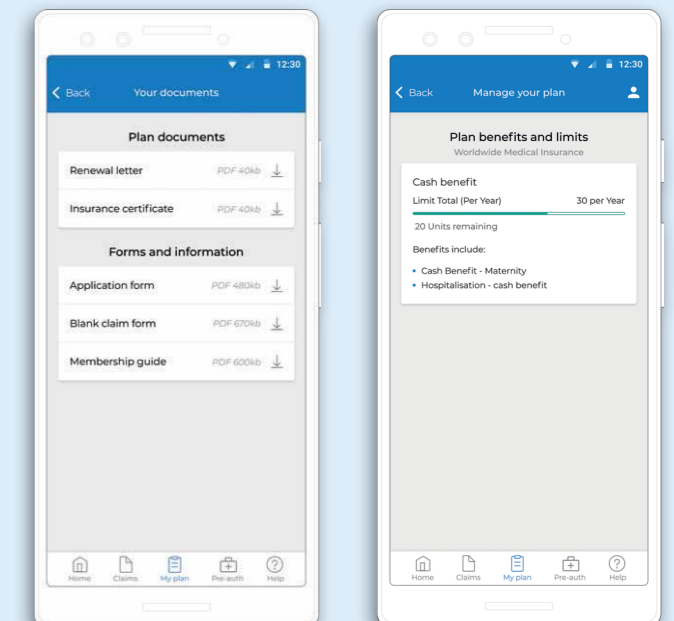 12:30
Back Your documents
Plan documents
Renewal letter PDF 40kb
Insurance certificate PDF 40kb
Forms and information
Application form PDF 480kb
Blank claim form PDF 670kb
Membership guide PDF 600kb
Home Claims My plan Pre-auth Help
12:30
Back Manage your plan
Plan benefits and limits
Worldwide Medical Insurance
Cash benefit
Limit Total (Per Year) 30 per Year
20 Units remaining
Benefits include:
• Cash Benefit - Maternity
• Hospitalisation - cash benefit
Home Claims My plan Pre-auth Help